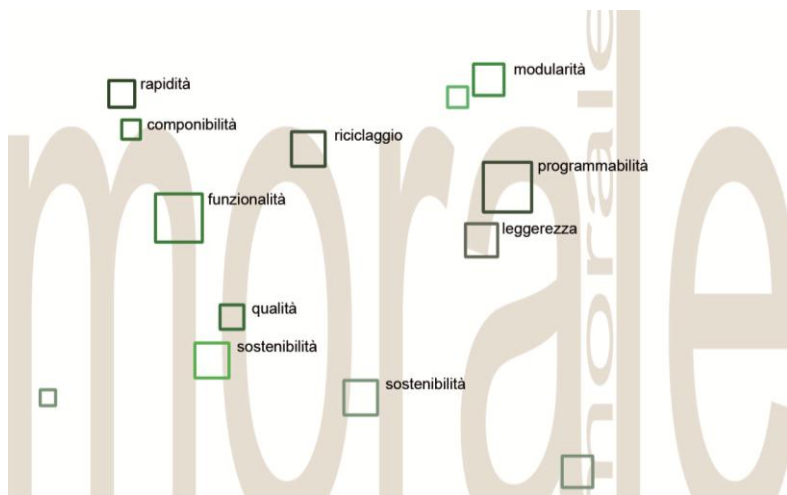 modularità
rapidità
componibilità
riciclaggio
programmabilità
funzionalità
leggerezza
qualità
sostenibilità
sostenibilità
morale
morale